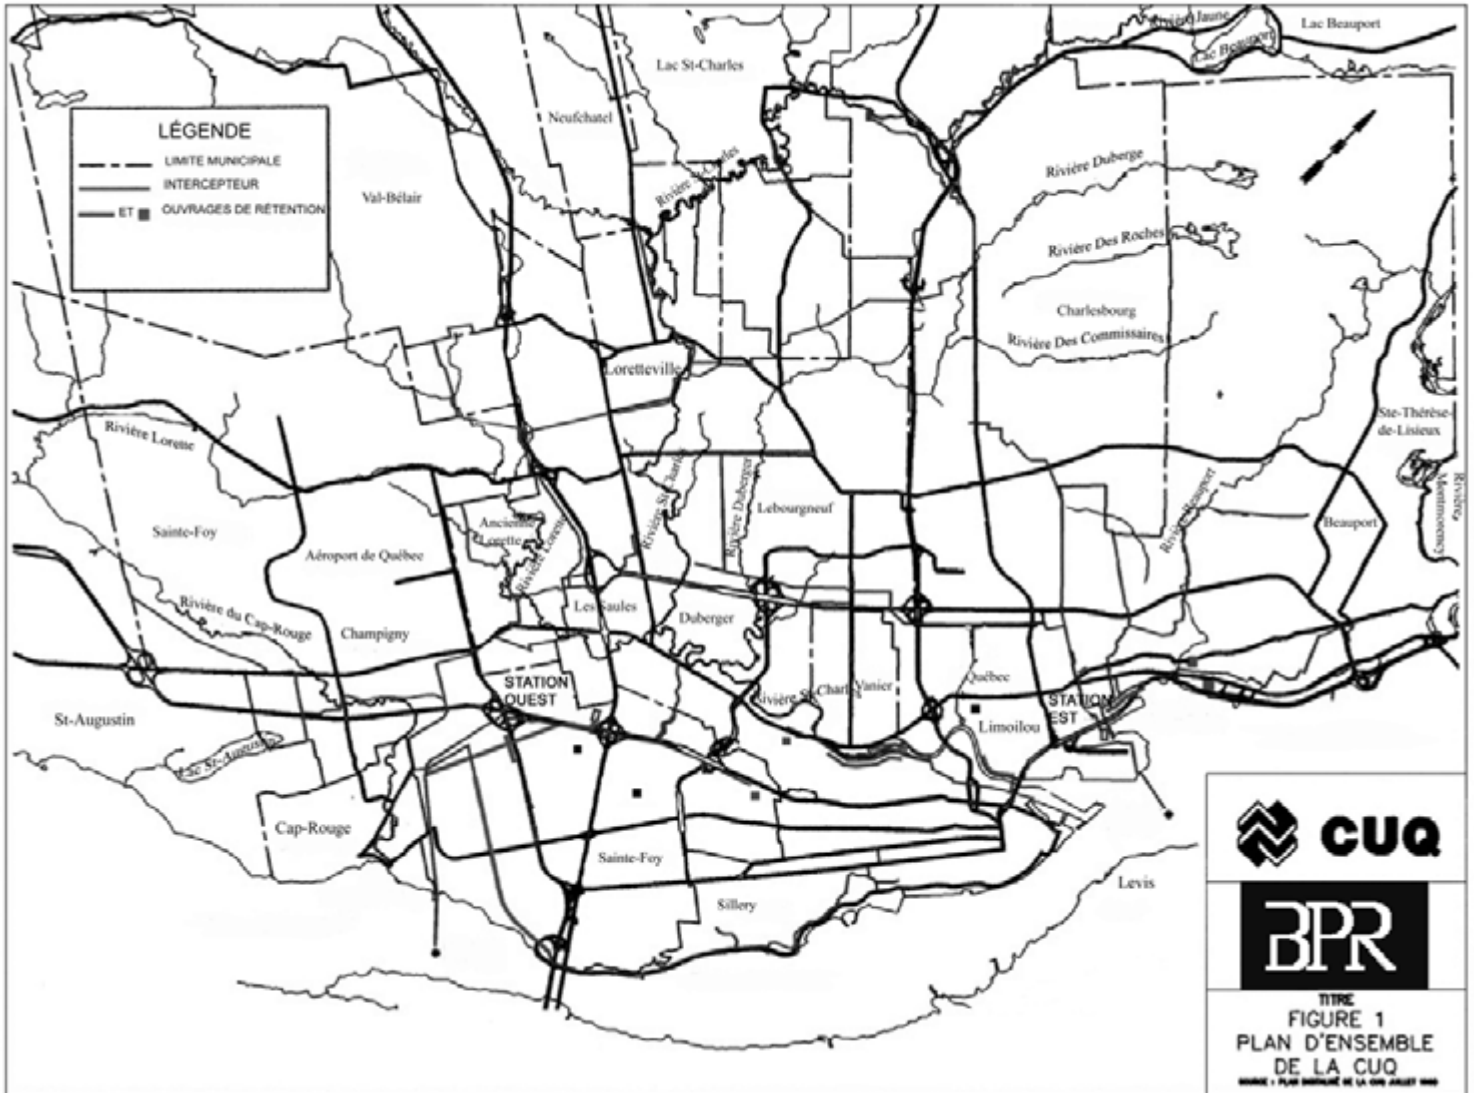 Rivière Jaune
Lac Beauport
Lac Beauport
Lac St-Charles
Neufchatel
LÉGENDE
LIMITE MUNICIPALE
INTERCEPTEUR
ET
OUVRAGES DE RÉTENTION
Val-Bélair
Rivière St-Charles
Rivière Duberge
Rivière Des Roches
Charlesbourg
Rivière Des Commissaires
Loretteville
Ste-Thérèse-
de-Lisieux
Rivière Lorette
Rivière
Montmorency
Rivière St-Charles
Rivière Duberger
Rivière Beauport
Lebourgneuf
Sainte-Foy
Ancienne
Lorette
Rivière Lorette
Beauport
Aéroport de Québec
Rivière du Cap-Rouge
Les Saules
Duberger
Champigny
STATION
OUEST
Québec
Vanier
STATION
EST
St-Augustin
Limoilou
Lac St-Augustin
Cap-Rouge
Sainte-Foy
Levis
Sillery
CUQ
BPR
TITRE
FIGURE 1
PLAN D'ENSEMBLE
DE LA CUQ